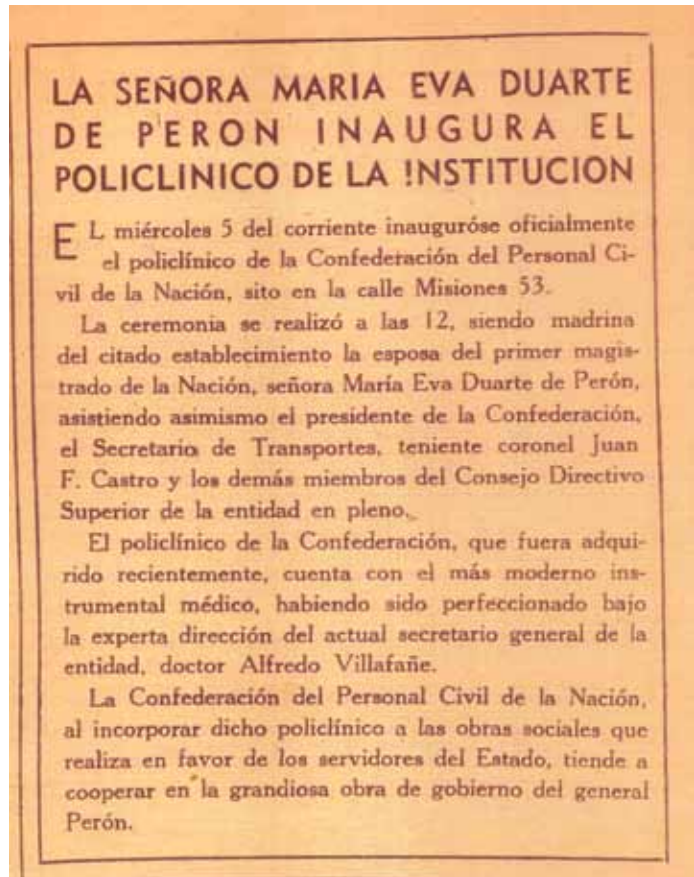 LA SEÑORA MARIA EVA DUARTE
DE PERON INAUGURA EL
POLICLINICO DE LA !NSTITUCION
EL miércoles 5 del corriente inauguróse oficialmente
el policlínico de la Confederación del Personal Ci-
vil de la Nación, sito en la calle Misiones 53.
La ceremonia se realizó a las 12, siendo madrina
del citado establecimiento la esposa del primer magis-
trado de la Nación, señora María Eva Duarte de Perón,
asistiendo asimismo el presidente de la Confederación,
el Secretario de Transportes, teniente coronel Juan
F. Castro y los demás miembros del Consejo Directivo
Superior de la entidad en pleno.
El policlínico de la Confederación, que fuera adqui-
rido recientemente, cuenta con el más moderno ins-
trumental médico, habiendo sido perfeccionado bajo
la experta dirección del actual secretario general de la
entidad, doctor Alfredo Villafañe.
La Confederación del Personal Civil de la Nación,
al incorporar dicho policlínico a las obras sociales que
realiza en favor de los servidores del Estado, tiende a
cooperar en la grandiosa obra de gobierno del general
Perón.